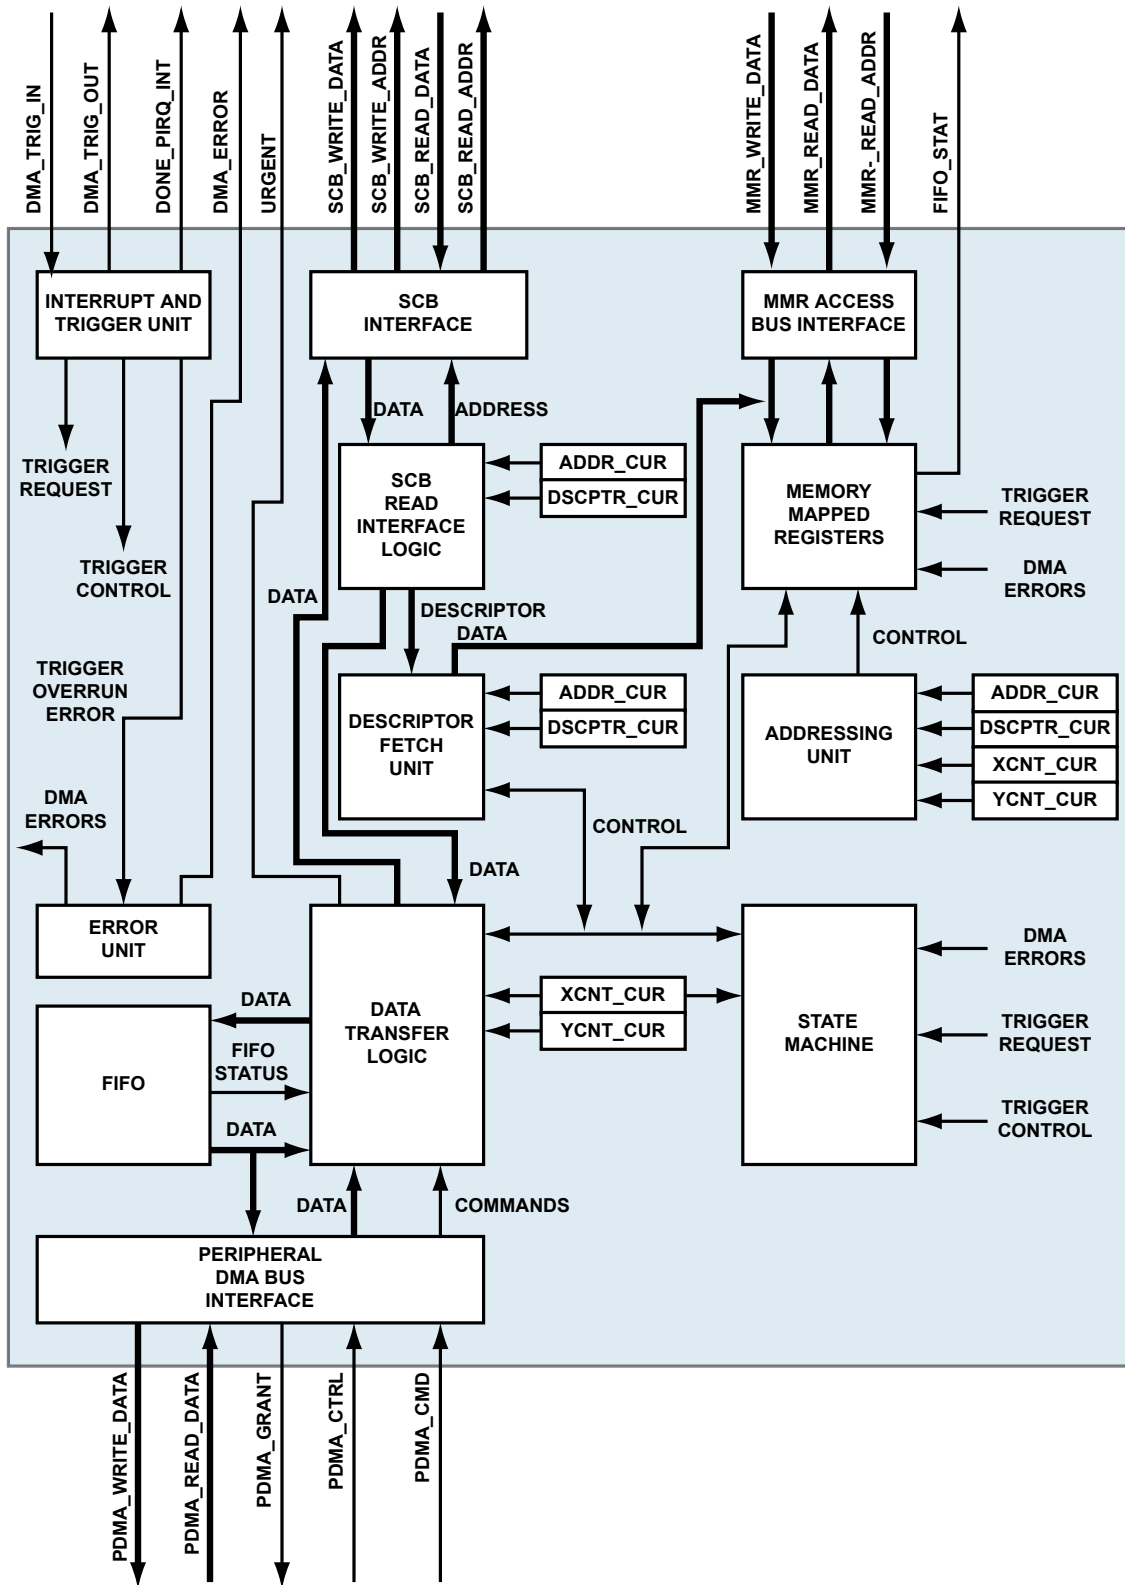 DMA_TRIG_IN
DMA_TRIG_OUT
DONE_PIRQ_INT
DMA_ERROR
URGENT
SCB_WRITE_DATA
SCB_WRITE_ADDR
SCB_READ_DATA
SCB_READ_ADDR
MMR_WRITE_DATA
MMR_READ_DATA
MMR-_READ_ADDR
FIFO_STAT
INTERRUPT AND
TRIGGER UNIT
SCB
INTERFACE
MMR ACCESS
BUS INTERFACE
DATA
ADDRESS
TRIGGER
REQUEST
SCB
READ
INTERFACE
LOGIC
ADDR_CUR
DSCPTR_CUR
MEMORY
MAPPED
REGISTERS
TRIGGER
REQUEST
DMA
ERRORS
TRIGGER
CONTROL
DATA
DESCRIPTOR
DATA
CONTROL
TRIGGER
OVERRUN
ERROR
DESCRIPTOR
FETCH
UNIT
ADDR_CUR
DSCPTR_CUR
ADDRESSING
UNIT
ADDR_CUR
DSCPTR_CUR
XCNT_CUR
YCNT_CUR
DMA
ERRORS
CONTROL
DATA
ERROR
UNIT
DATA
TRANSFER
LOGIC
XCNT_CUR
YCNT_CUR
STATE
MACHINE
DMA
ERRORS
TRIGGER
REQUEST
TRIGGER
CONTROL
FIFO
DATA
FIFO
STATUS
DATA
DATA
COMMANDS
PERIPHERAL
DMA BUS
INTERFACE
PDMA_WRITE_DATA
PDMA_READ_DATA
PDMA_GRANT
PDMA_CTRL
PDMA_CMD